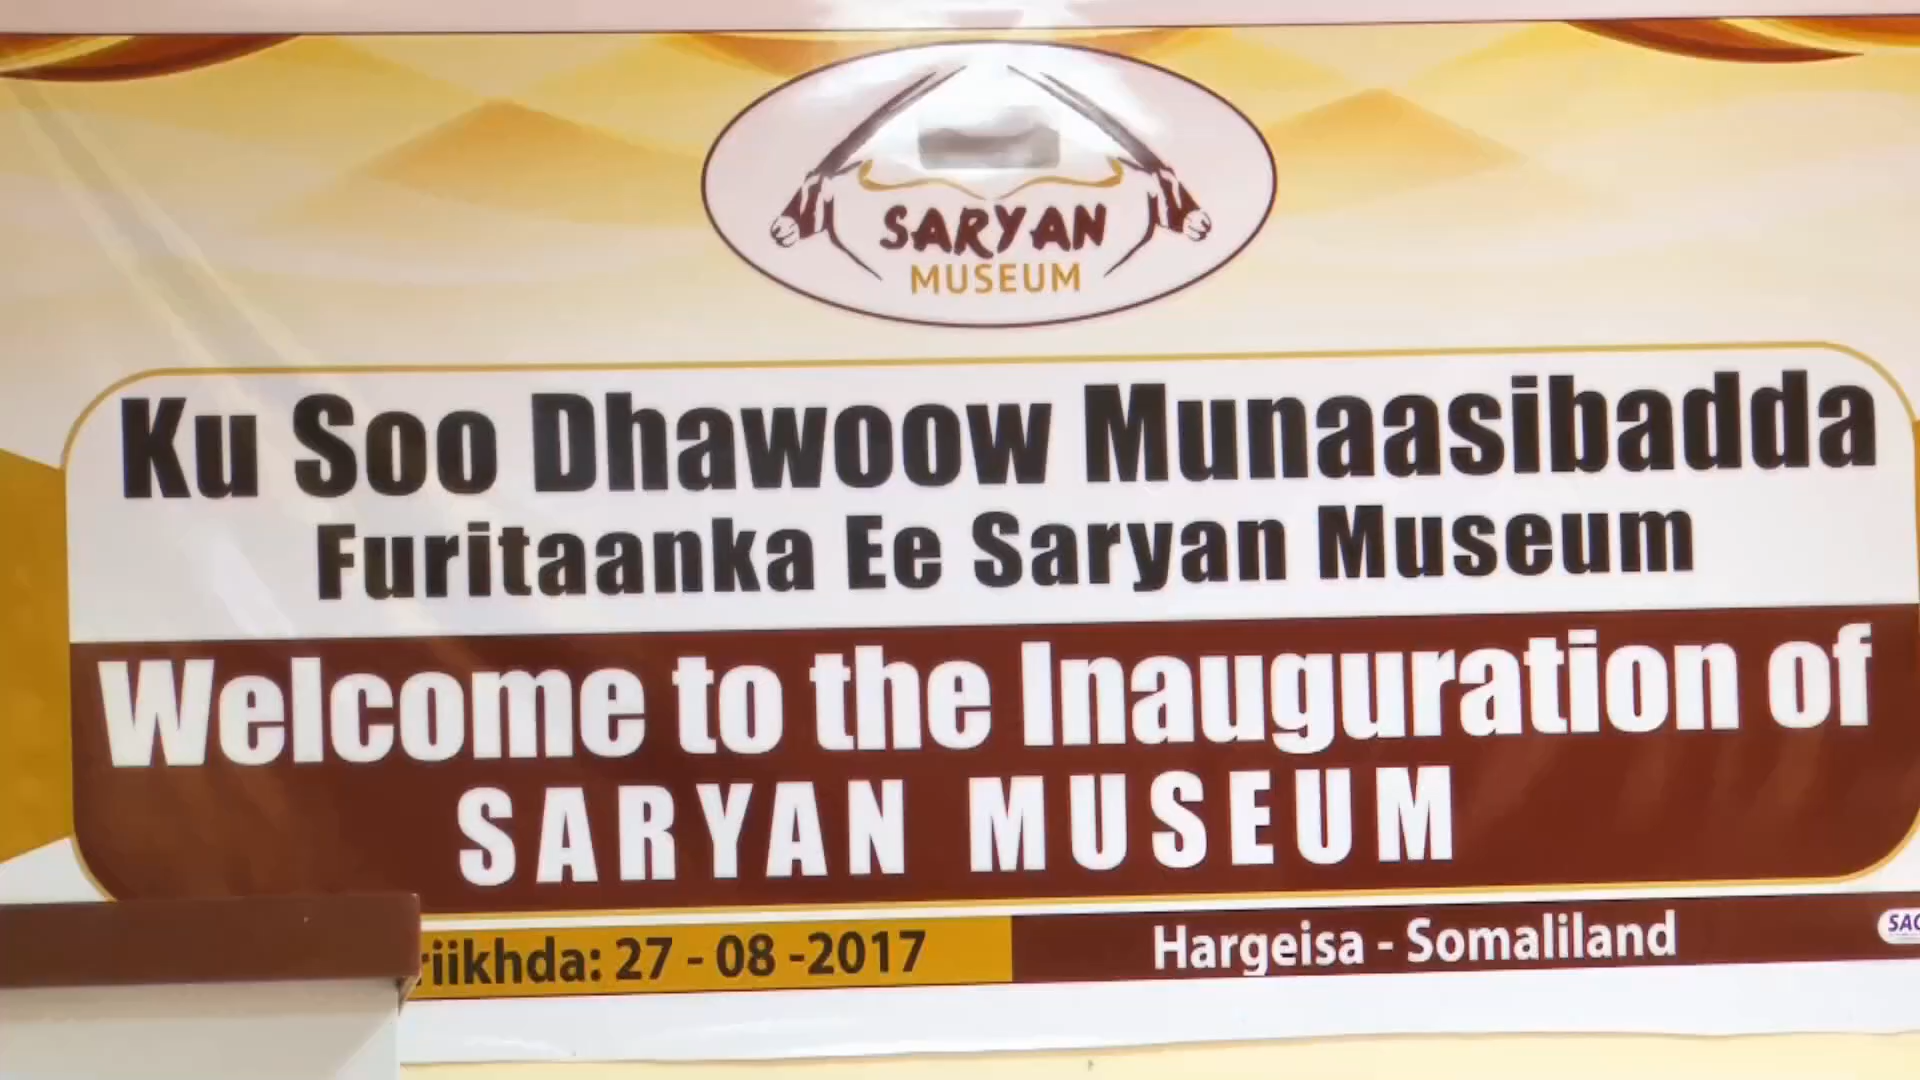 SARYAN
MUSEUM
Ku Soo Dhawoow Munaasibadda
Furitaanka Ee Saryan Museum
Welcome to the Inauguration of
SARYAN MUSEUM
riikhda: 27 - 08 -2017
Hargeisa - Somaliland